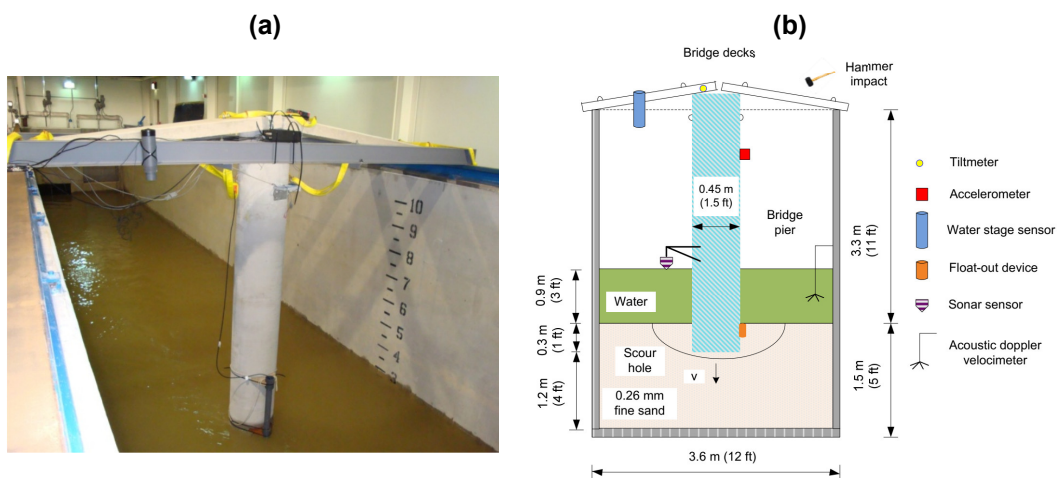 (a)
10
9
8
7
6
5
4
3
(b)
Bridge decks
Hammer
impact
0.45 m
(1.5 ft)
Bridge
pier
3.3 m
(11 ft)
0.9 m
(3 ft)
Water
0.3 m
(1 ft)
Scour
hole
v
1.2 m
(4 ft)
0.26 mm
fine sand
1.5 m
(5 ft)
3.6 m (12 ft)
Tiltmeter
Accelerometer
Water stage sensor
Float-out device
Sonar sensor
Acoustic doppler
velocimeter